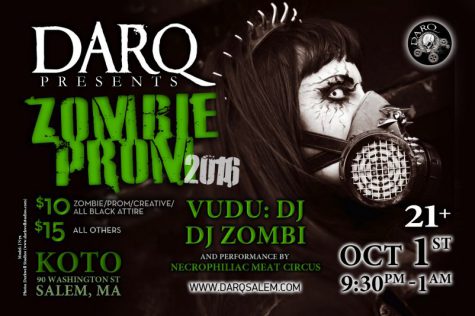 DARQ
PRESENTS
ZOMBIE
PROM 2016
$10 ZOMBIE/PROM/CREATIVE/
ALL BLACK ATTIRE
$15 ALL OTHERS
KOTO
90 WASHINGTON ST
SALEM, MA
VUDU: DJ
DJ ZOMBI
AND PERFORMANCE BY
NECROPHILIAC MEAT CIRCUS
WWW.DARQSALEM.COM
DARQ
21+
OCT 1ST
9:30PM - 1AM